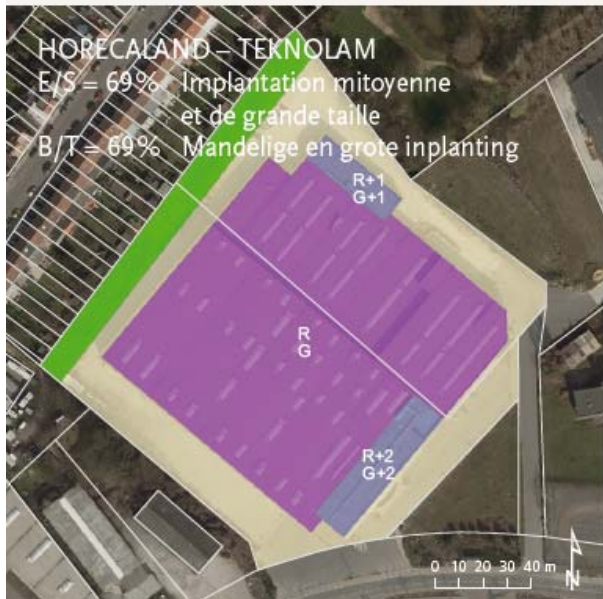 HORECALAND – TEKNOLAM
E/S = 69% Implantation mitoyenne
et de grande taille
B/T = 69% Mandelige en grote inplanting
R+1
G+1
R
G
R+2
G+2
0 10 20 30 40 m
N